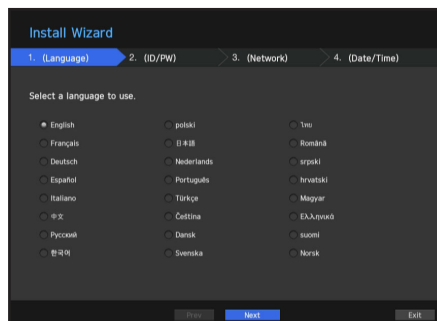 Install Wizard
1. (Language) 2. (ID/PW) 3. (Network) 4. (Date/Time)
Select a language to use.
English polski ไทย
Français 日本語 Română
Deutsch Nederlands srpski
Español Português hrvatski
Italiano Türkçe Magyar
中文 Čeština Ελληνικά
Русский Dansk suomi
한국어 Svenska Norsk
Prev Next Exit